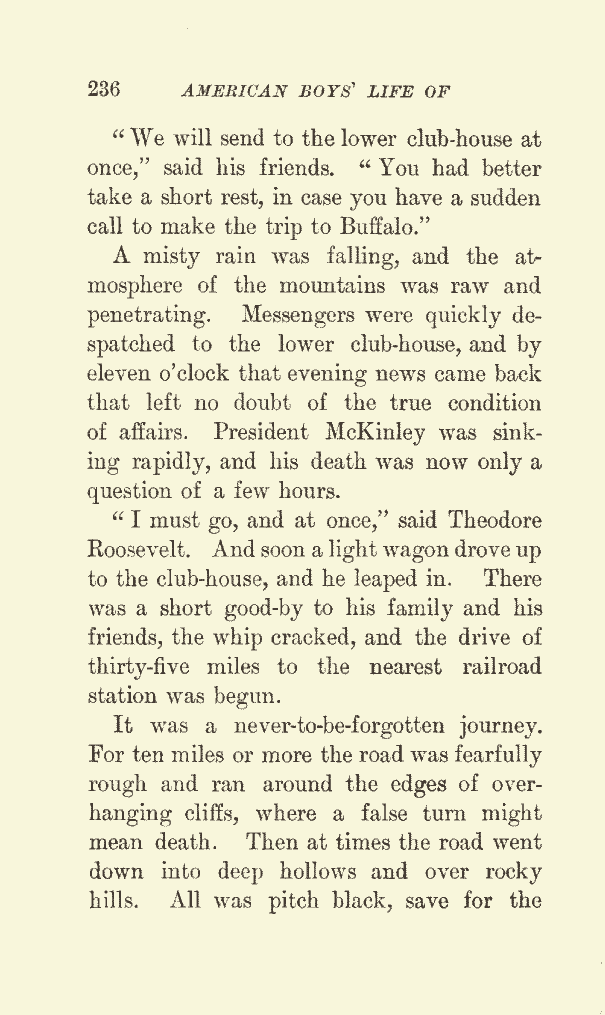 236 AMERICAN BOYS' LIFE OF
“We will send to the lower club-house at
once,” said his friends. “You had better
take a short rest, in case you have a sudden
call to make the trip to Buffalo.”
A misty rain was falling, and the at-
mosphere of the mountains was raw and
penetrating. Messengers were quickly de-
spatched to the lower club-house, and by
eleven o'clock that evening news came back
that left no doubt of the true condition
of affairs. President McKinley was sink-
ing rapidly, and his death was now only a
question of a few hours.
“I must go, and at once,” said Theodore
Roosevelt. And soon a light wagon drove up
to the club-house, and he leaped in. There
was a short good-by to his family and his
friends, the whip cracked, and the drive of
thirty-five miles to the nearest railroad
station was begun.
It was a never-to-be-forgotten journey.
For ten miles or more the road was fearfully
rough and ran around the edges of over-
hanging cliffs, where a false turn might
mean death. Then at times the road went
down into deep hollows and over rocky
hills. All was pitch black, save for the